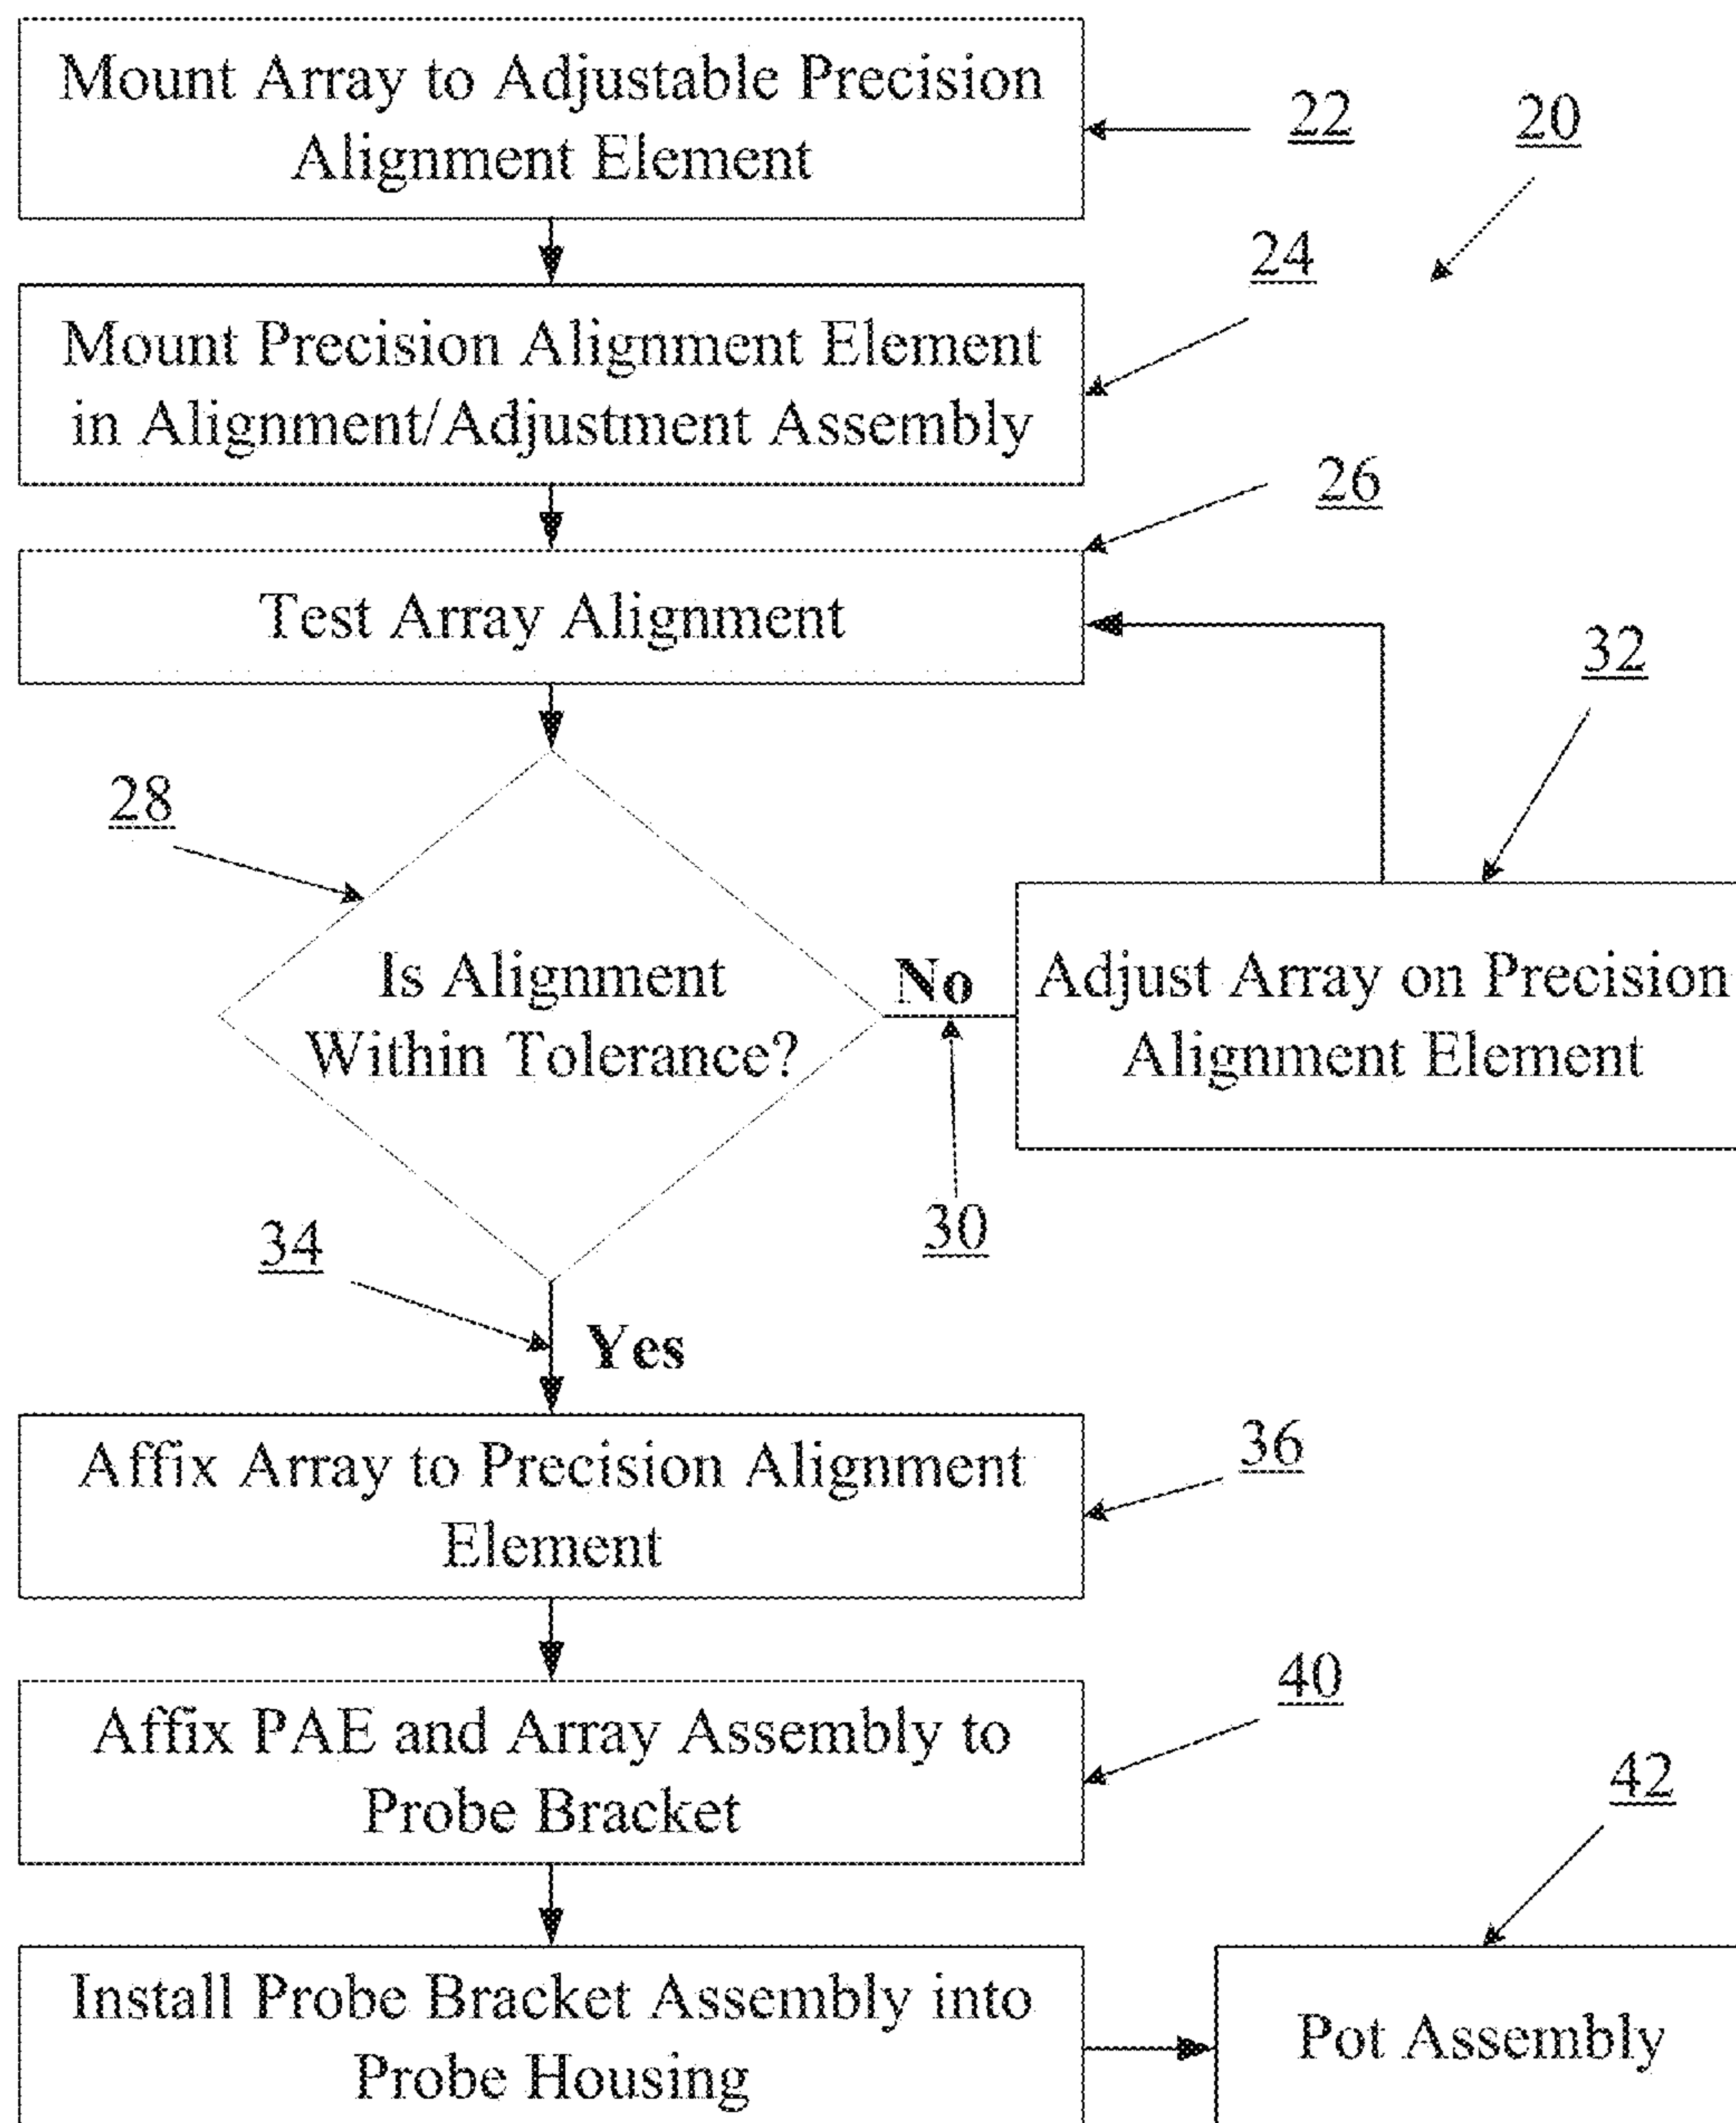 Mount Array to Adjustable Precision
Alignment Element
22
20
24
Mount Precision Alignment Element
in Alignment/Adjustment Assembly
26
Test Array Alignment
32
28
Is Alignment
Within Tolerance?
No
Adjust Array on Precision
Alignment Element
30
34
Yes
Affix Array to Precision Alignment
Element
36
40
Affix PAE and Array Assembly to
Probe Bracket
42
Install Probe Bracket Assembly into
Probe Housing
Pot Assembly